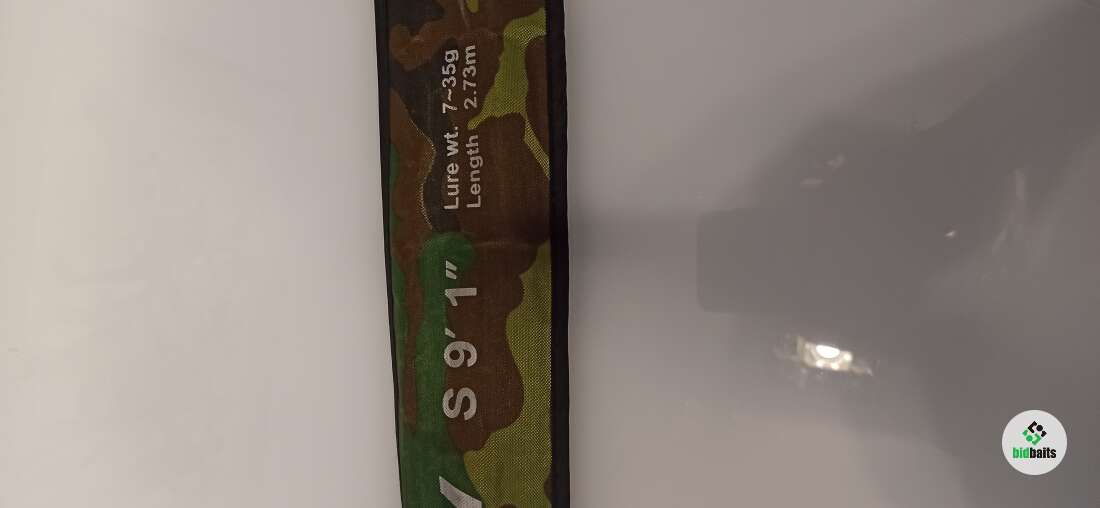 S 9′ 1″
Lure wt. 7~35g
Length 2.73m
bidbaits